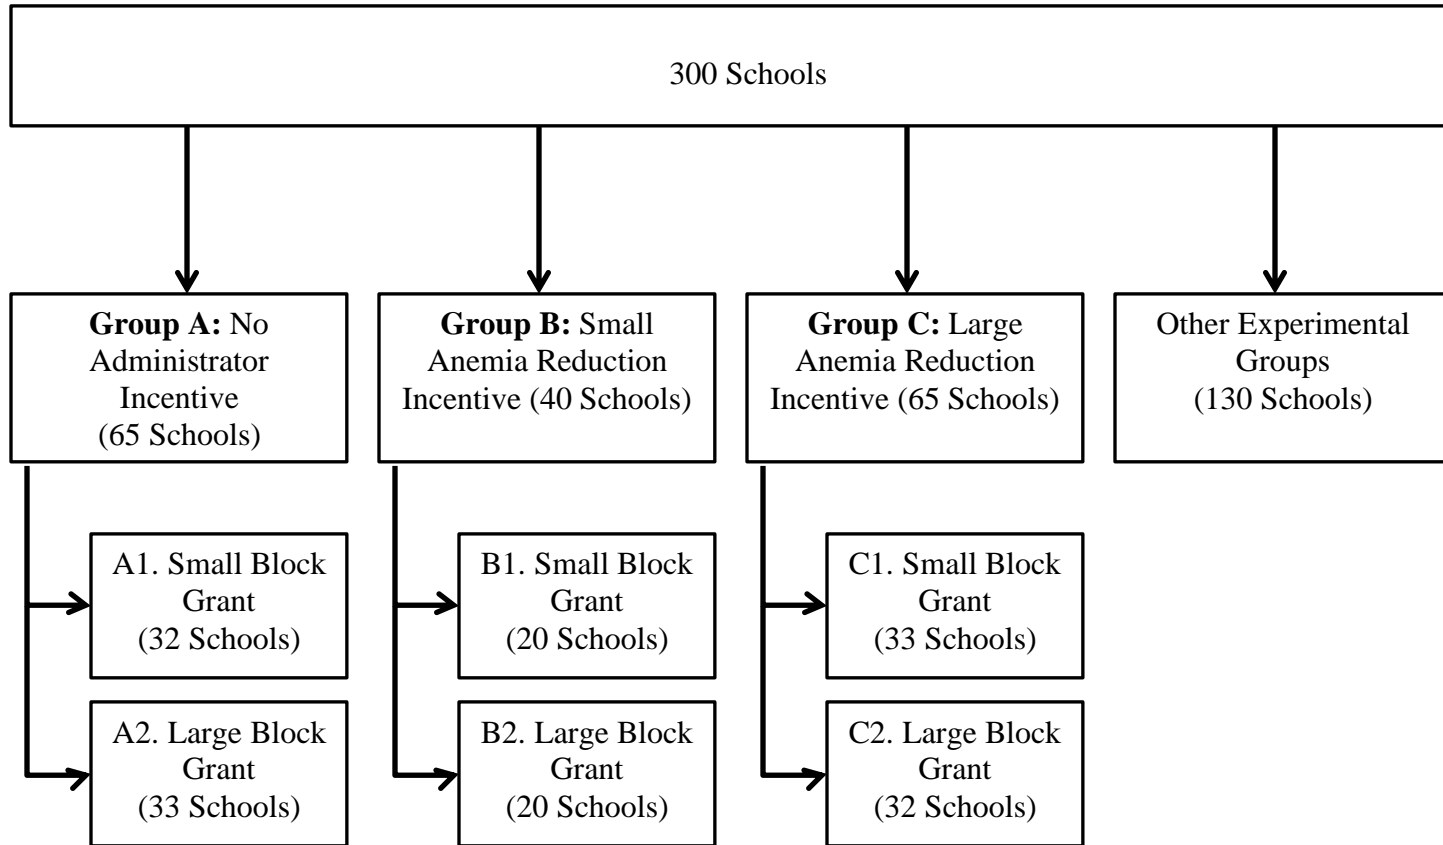 300 Schools
Group A: No
Administrator
Incentive
(65 Schools)
Group B: Small
Anemia Reduction
Incentive (40 Schools)
Group C: Large
Anemia Reduction
Incentive (65 Schools)
Other Experimental
Groups
(130 Schools)
A1. Small Block
Grant
(32 Schools)
B1. Small Block
Grant
(20 Schools)
C1. Small Block
Grant
(33 Schools)
A2. Large Block
Grant
(33 Schools)
B2. Large Block
Grant
(20 Schools)
C2. Large Block
Grant
(32 Schools)